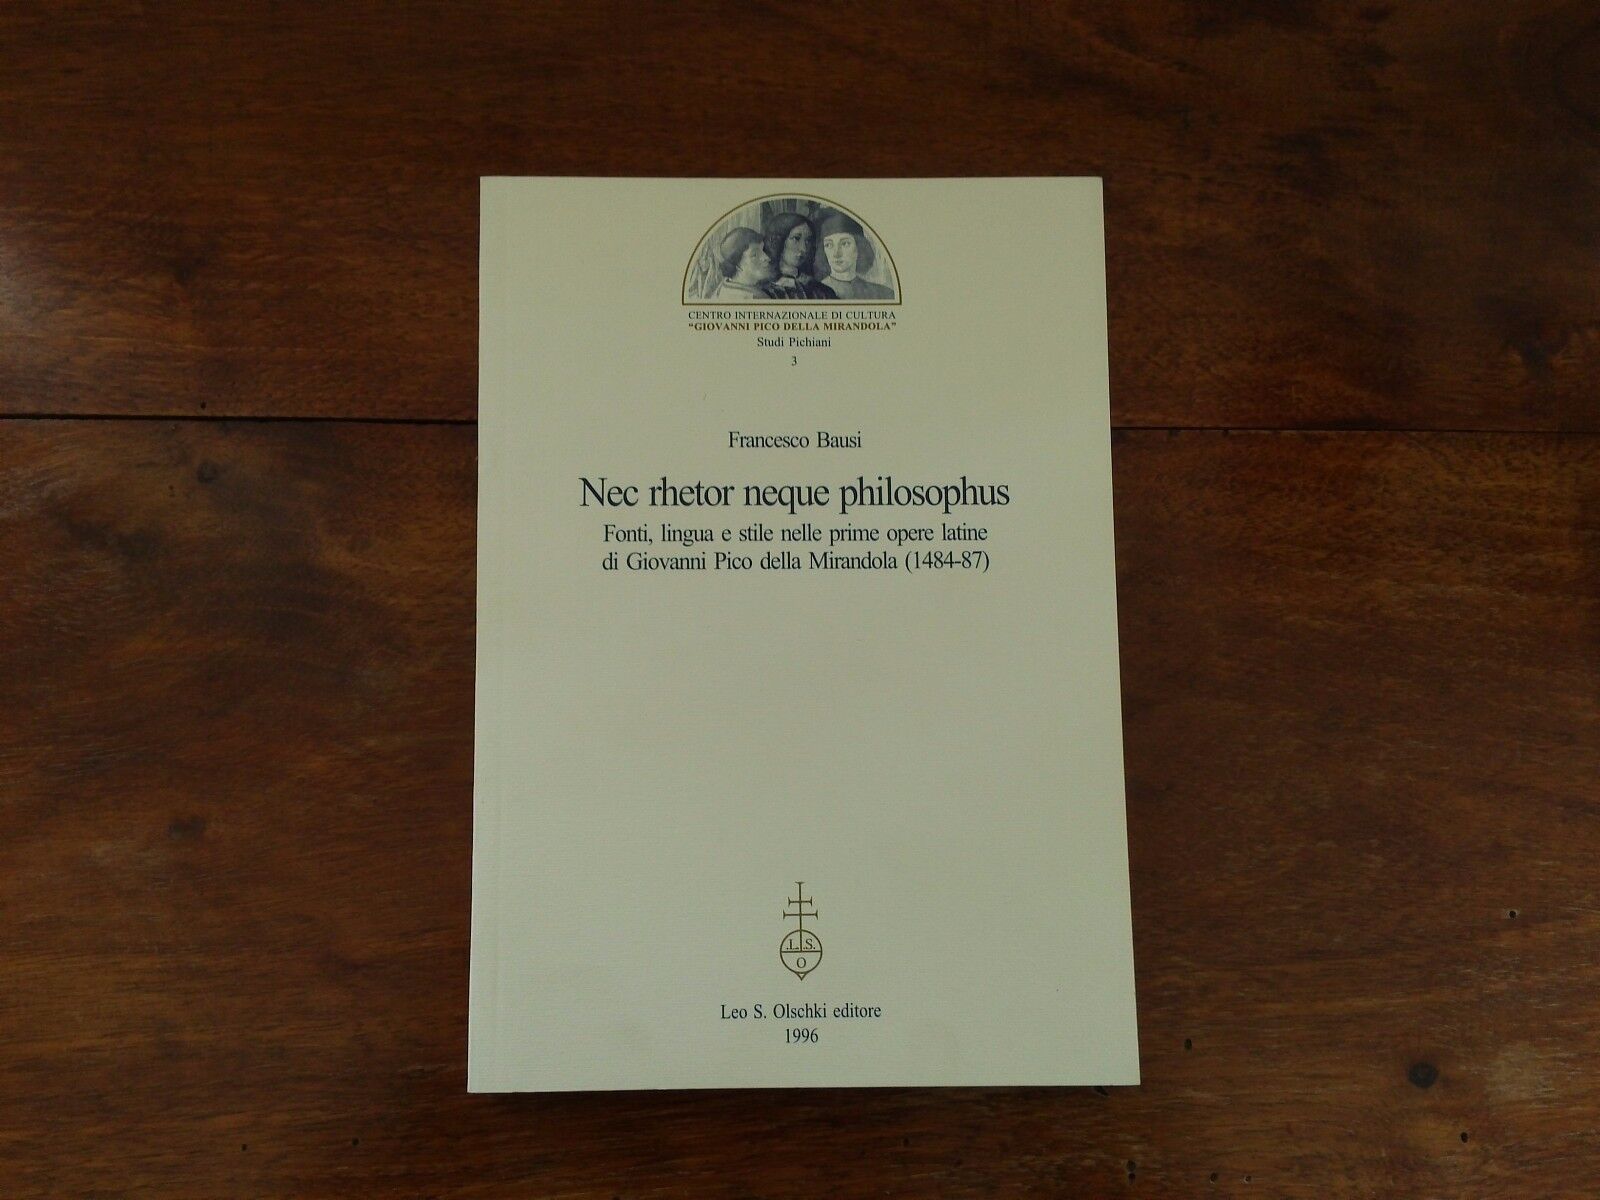 CENTRO INTERNAZIONALE DI CULTURA
“GIOVANNI PICO DELLA MIRANDOLA”
Studi Pichiani
3
Francesco Bausi
Nec rhetor neque philosophus
Fonti, lingua e stile nelle prime opere latine
di Giovanni Pico della Mirandola (1484-87)
.L. .S.
O
Leo S. Olschki editore
1996